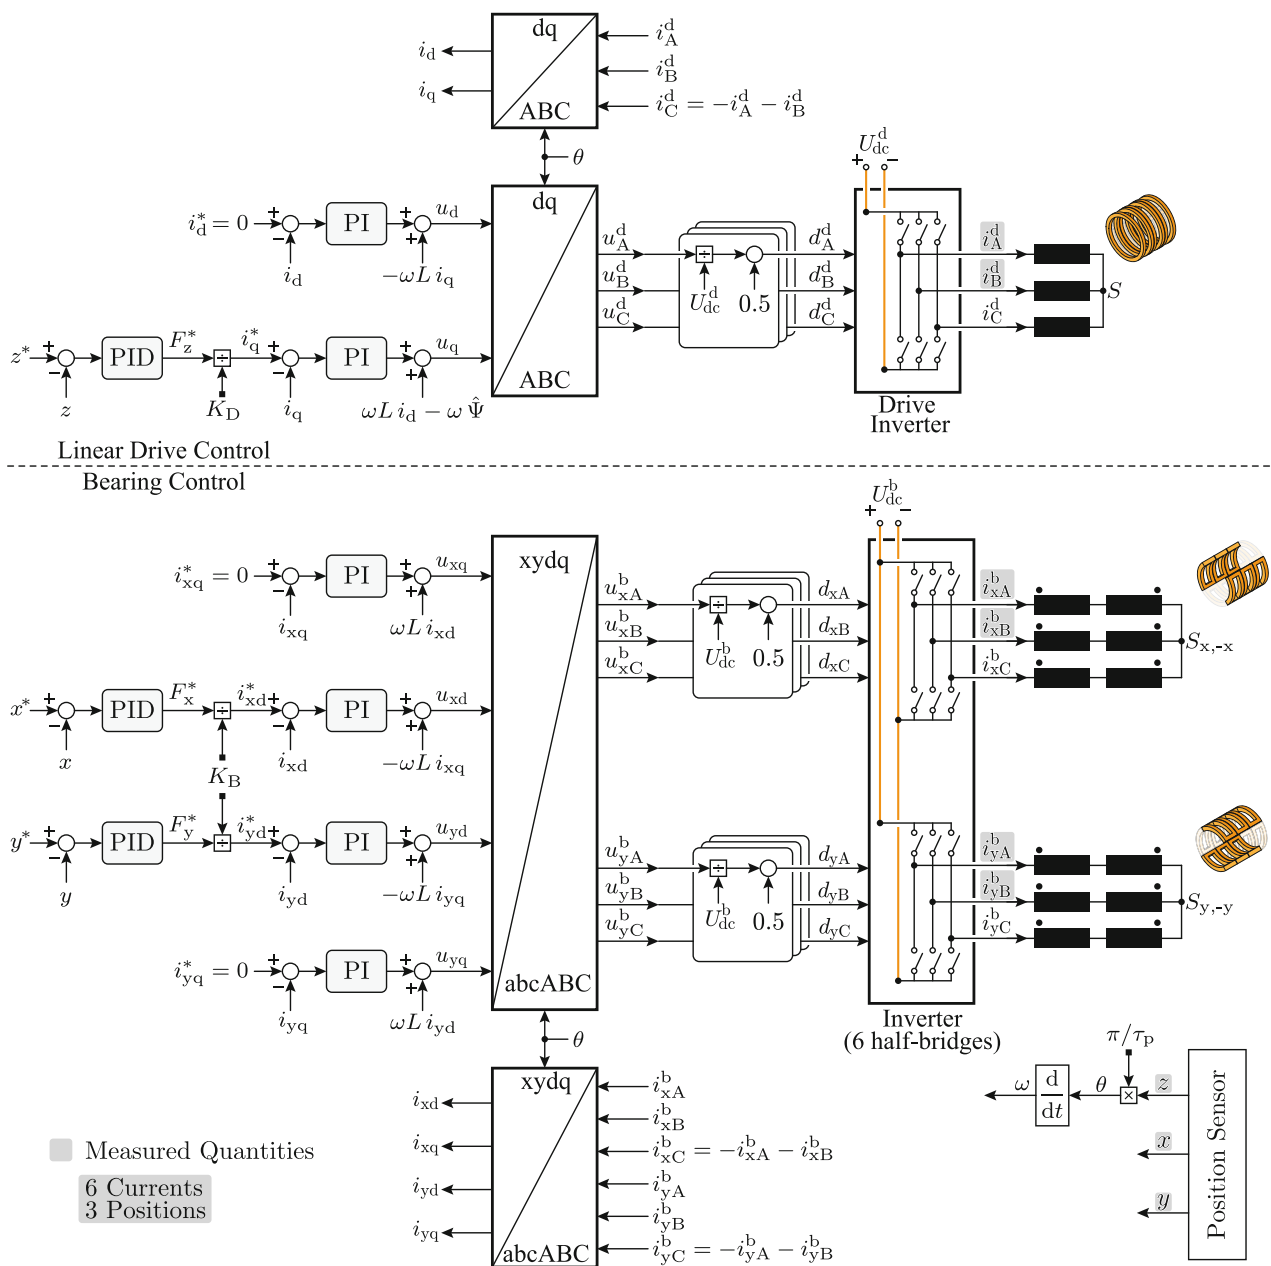 dq
ABC
i_d
i_q
i_A^d
i_B^d
i_C^d = −i_A^d − i_B^d
θ
U_dc^d
+ −
i_d^* = 0
+
−
i_d
PI
+
+
u_d
−ωL i_q
dq
ABC
u_A^d
u_B^d
u_C^d
÷
U_dc^d
0.5
d_A^d
d_B^d
d_C^d
i_A^d
i_B^d
i_C^d
S
z^*
+
−
z
PID
F_z^*
÷
K_D
i_q^*
+
−
i_q
PI
+
+
u_q
ωL i_d − ω Ψ̂
Drive
Inverter
Linear Drive Control
Bearing Control
U_dc^b
+ −
i_xq^* = 0
+
−
i_xq
PI
+
+
u_xq
ωL i_xd
xydq
abcABC
u_xA^b
u_xB^b
u_xC^b
÷
U_dc^b
0.5
d_xA
d_xB
d_xC
i_xA^b
i_xB^b
i_xC^b
S_x,-x
x^*
+
−
x
PID
F_x^*
÷
K_B
i_xd^*
+
−
i_xd
PI
+
+
u_xd
−ωL i_xq
y^*
+
−
y
PID
F_y^*
÷
i_yd^*
+
−
i_yd
PI
+
+
u_yd
−ωL i_yq
u_yA^b
u_yB^b
u_yC^b
÷
U_dc^b
0.5
d_yA
d_yB
d_yC
i_yA^b
i_yB^b
i_yC^b
S_y,-y
i_yq^* = 0
+
−
i_yq
PI
+
+
u_yq
ωL i_yd
Inverter
(6 half-bridges)
θ
xydq
abcABC
i_xd
i_xq
i_yd
i_yq
i_xA^b
i_xB^b
i_xC^b = −i_xA^b − i_xB^b
i_yA^b
i_yB^b
i_yC^b = −i_yA^b − i_yB^b
π/τ_p
ω
d
dt
θ
×
z
x
y
Position Sensor
Measured Quantities
6 Currents
3 Positions